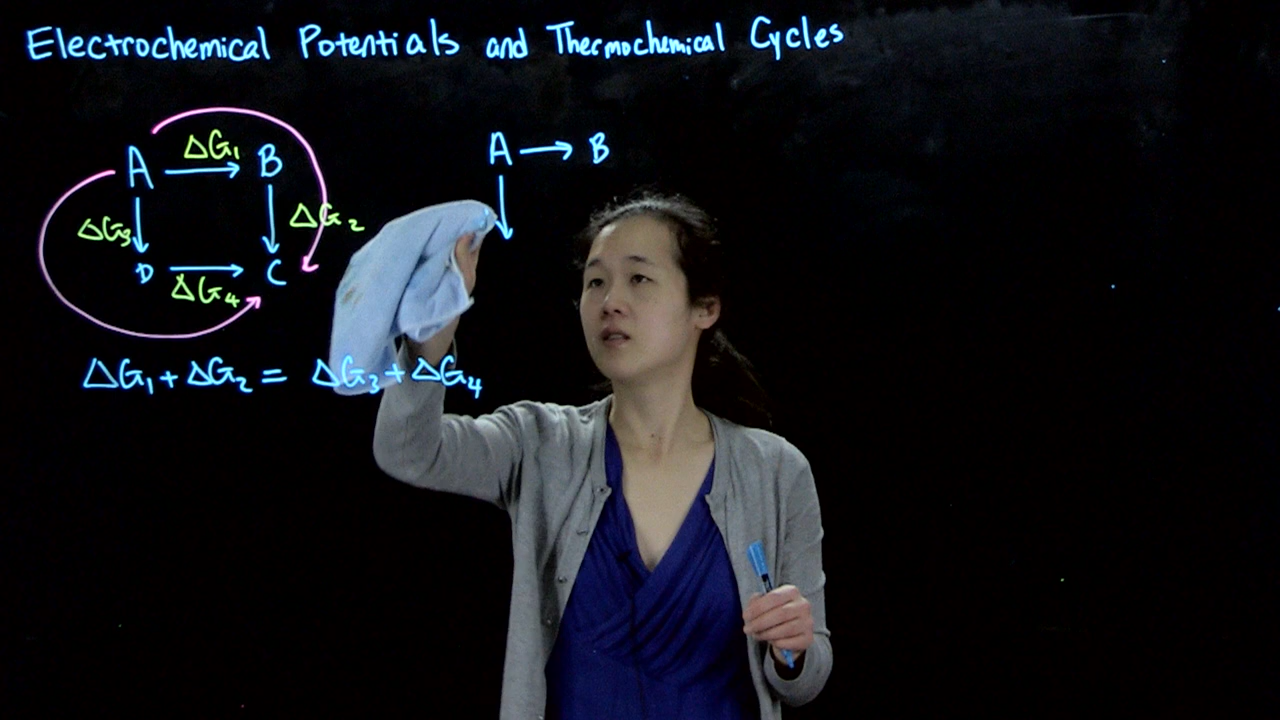 Electrochemical Potentials and Thermochemical Cycles
A → ΔG₁ B
ΔG₃ ΔG₂
D → C
ΔG₄
ΔG₁ + ΔG₂ = ΔG₃ + ΔG₄
A → B